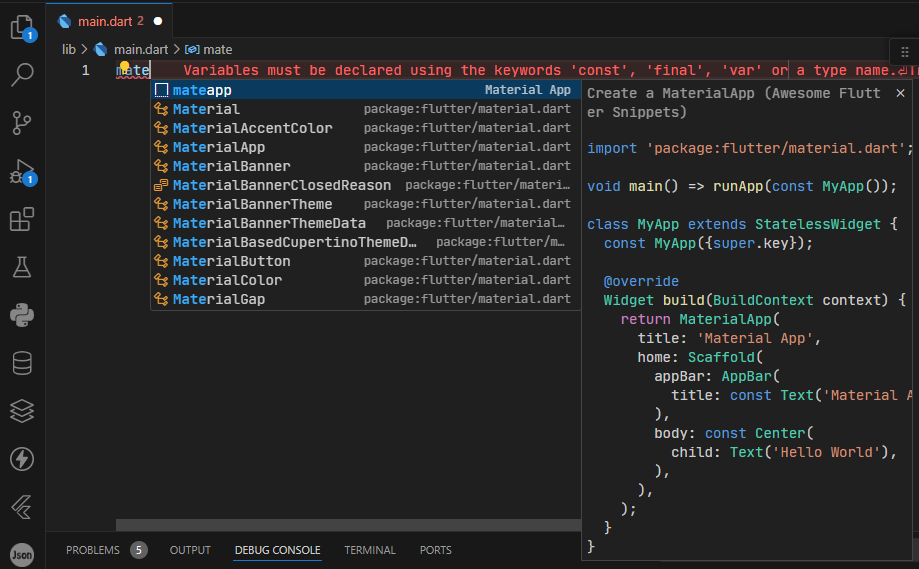 main.dart 2
lib > main.dart > mate
1 mate Variables must be declared using the keywords 'const', 'final', 'var' or a type name.
mateapp Material App
Material package:flutter/material.dart
MaterialAccentColor package:flutter/material.dart
MaterialApp package:flutter/material.dart
MaterialBanner package:flutter/material.dart
MaterialBannerClosedReason package:flutter/materi…
MaterialBannerTheme package:flutter/material.dart
MaterialBannerThemeData package:flutter/material…
MaterialBasedCupertinoThemeD… package:flutter/m…
MaterialButton package:flutter/material.dart
MaterialColor package:flutter/material.dart
MaterialGap package:flutter/material.dart
Create a MaterialApp (Awesome Flutt
er Snippets)
import 'package:flutter/material.dart';
void main() => runApp(const MyApp());
class MyApp extends StatelessWidget {
const MyApp({super.key});
@override
Widget build(BuildContext context) {
return MaterialApp(
title: 'Material App',
home: Scaffold(
appBar: AppBar(
title: const Text('Material A
),
body: const Center(
child: Text('Hello World'),
),
),
);
}
}
1
1
Json
PROBLEMS 5 OUTPUT DEBUG CONSOLE TERMINAL PORTS